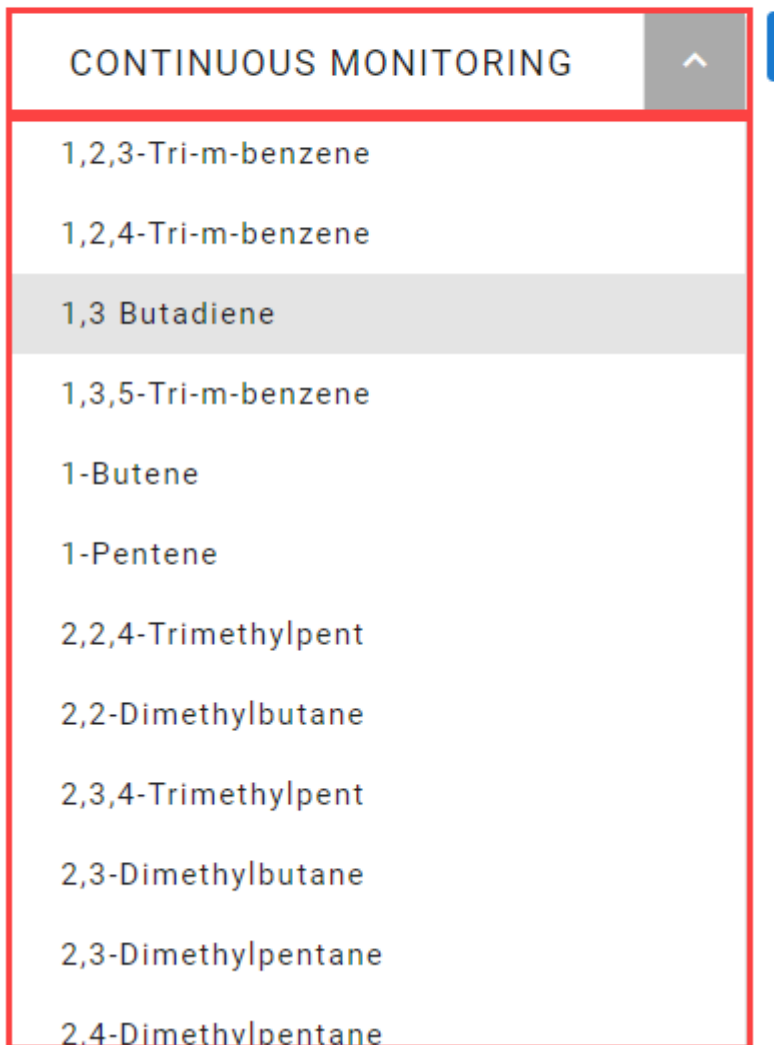 CONTINUOUS MONITORING
1,2,3-Tri-m-benzene
1,2,4-Tri-m-benzene
1,3 Butadiene
1,3,5-Tri-m-benzene
1-Butene
1-Pentene
2,2,4-Trimethylpent
2,2-Dimethylbutane
2,3,4-Trimethylpent
2,3-Dimethylbutane
2,3-Dimethylpentane
2,4-Dimethylpentane